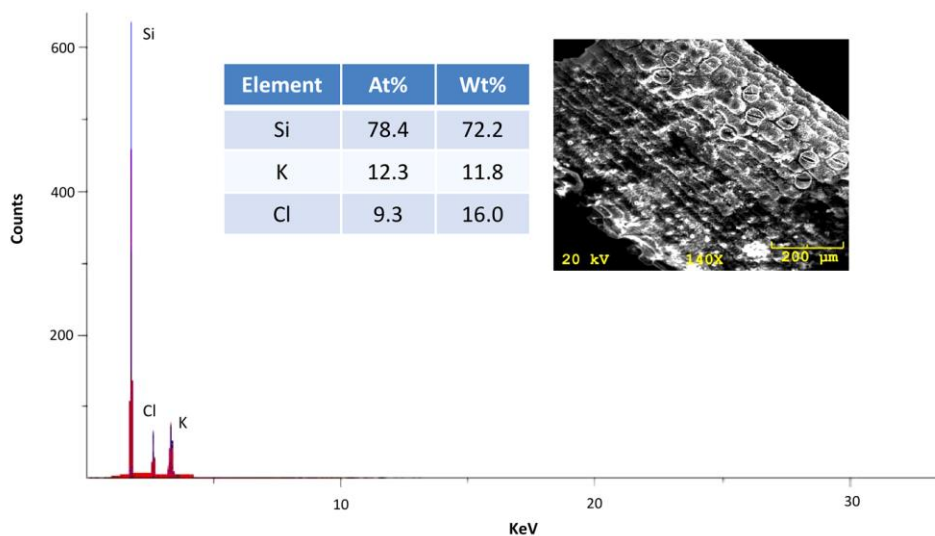 600
400
200
Counts
Si
Cl
K
Element At% Wt%
Si 78.4 72.2
K 12.3 11.8
Cl 9.3 16.0
20 kV 140X 200 µm
10 20 30
KeV